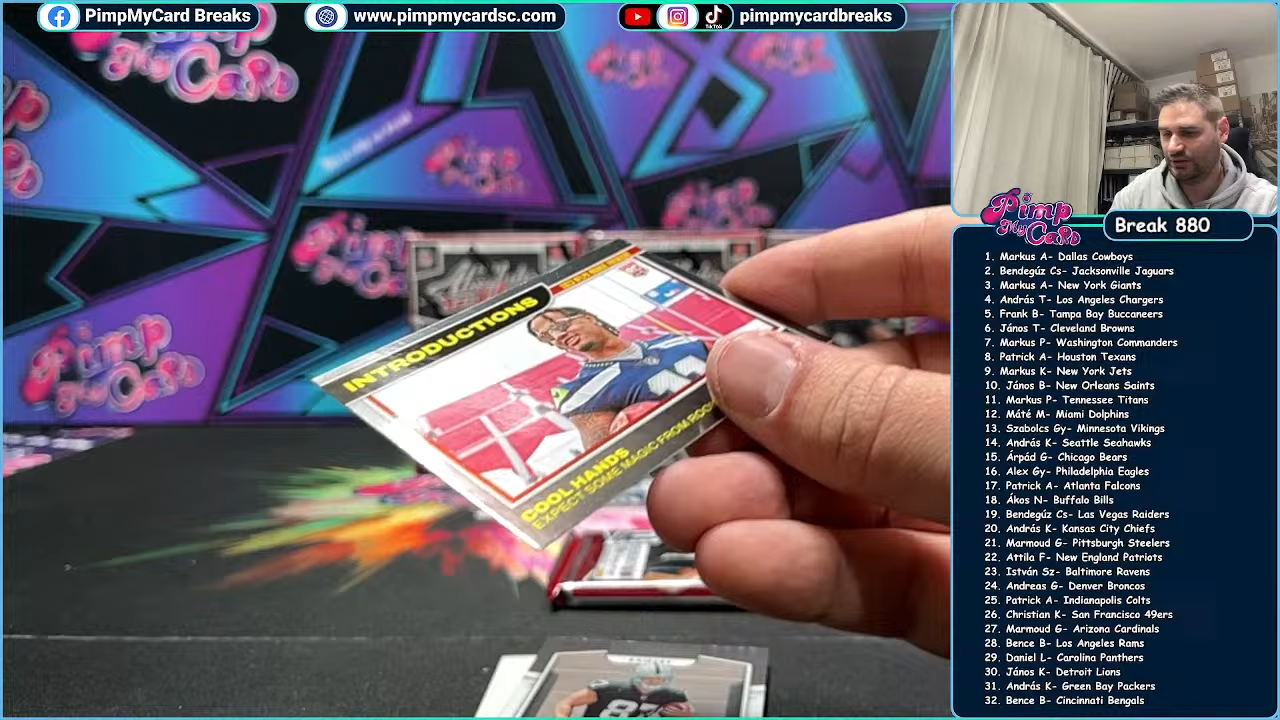 PimpMyCard Breaks
www.pimpmycardsc.com
TikTok
pimpmycardbreaks
Pimp
My Card
Break 880
1. Markus A- Dallas Cowboys
2. Bendegúz Cs- Jacksonville Jaguars
3. Markus A- New York Giants
4. András T- Los Angeles Chargers
5. Frank B- Tampa Bay Buccaneers
6. János T- Cleveland Browns
7. Markus P- Washington Commanders
8. Patrick A- Houston Texans
9. Markus K- New York Jets
10. János B- New Orleans Saints
11. Markus P- Tennessee Titans
12. Máté M- Miami Dolphins
13. Szabolcs Gy- Minnesota Vikings
14. András K- Seattle Seahawks
15. Árpád G- Chicago Bears
16. Alex Gy- Philadelphia Eagles
17. Patrick A- Atlanta Falcons
18. Ákos N- Buffalo Bills
19. Bendegúz Cs- Las Vegas Raiders
20. András K- Kansas City Chiefs
21. Marmoud G- Pittsburgh Steelers
22. Attila F- New England Patriots
23. István Sz- Baltimore Ravens
24. Andreas G- Denver Broncos
25. Patrick A- Indianapolis Colts
26. Christian K- San Francisco 49ers
27. Marmoud G- Arizona Cardinals
28. Bence B- Los Angeles Rams
29. Daniel L- Carolina Panthers
30. János K- Detroit Lions
31. András K- Green Bay Packers
32. Bence B- Cincinnati Bengals
INTRODUCTIONS
COOL HANDS
EXPECT SOME MAGIC FROM